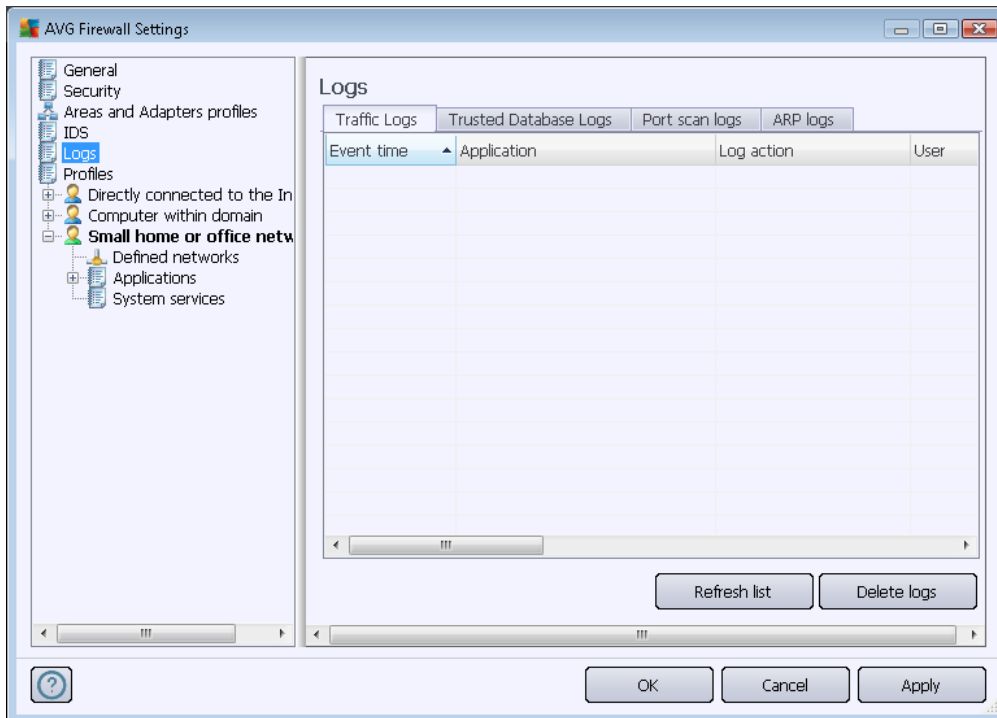 AVG Firewall Settings
General
Security
Areas and Adapters profiles
IDS
Logs
Profiles
Directly connected to the In
Computer within domain
Small home or office netw
Defined networks
Applications
System services
Logs
Traffic Logs
Trusted Database Logs
Port scan logs
ARP logs
Event time
Application
Log action
User
Refresh list
Delete logs
?
OK
Cancel
Apply